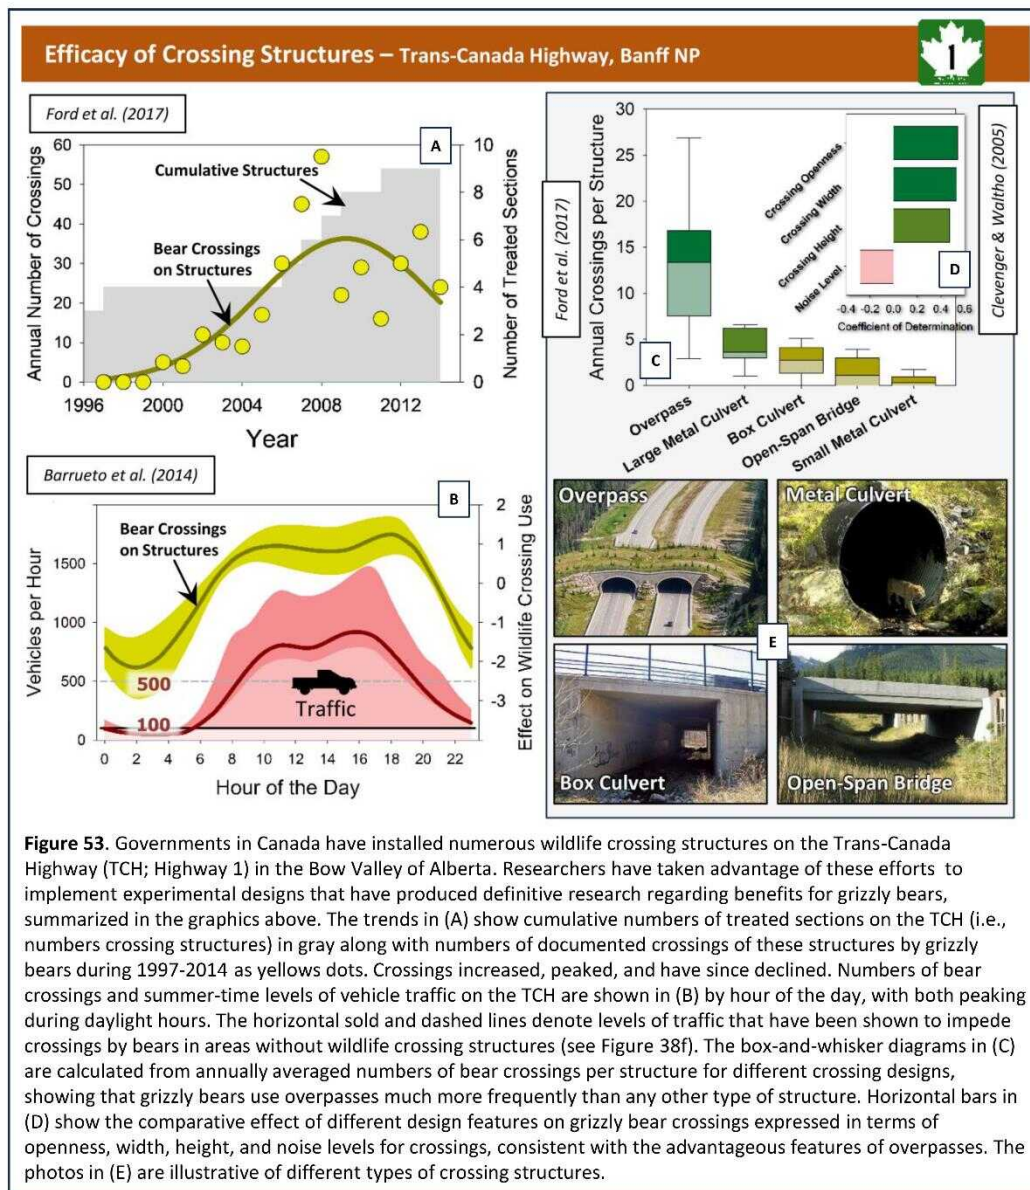 Efficacy of Crossing Structures – Trans-Canada Highway, Banff NP
1
Ford et al. (2017)
A
60
50
40
30
20
10
0
Annual Number of Crossings
Cumulative Structures
Bear Crossings
on Structures
10
8
6
4
2
0
Number of Treated Sections
1996
2000
2004
2008
2012
Year
Barrueto et al. (2014)
B
Bear Crossings
on Structures
1500
1000
500
0
Vehicles per Hour
500
100
Traffic
2
1
0
-1
-2
-3
Effect on Wildlife Crossing Use
0 2 4 6 8 10 12 14 16 18 20 22
Hour of the Day
Ford et al. (2017)
30
25
20
15
10
5
0
Annual Crossings per Structure
C
Overpass
Large Metal Culvert
Box Culvert
Open-Span Bridge
Small Metal Culvert
Crossing Openness
Crossing Width
Crossing Height
Noise Level
D
-0.4 -0.2 0.0 0.2 0.4 0.6
Coefficient of Determination
Clevenger & Waltho (2005)
Overpass
Metal Culvert
E
Box Culvert
Open-Span Bridge
Figure 53. Governments in Canada have installed numerous wildlife crossing structures on the Trans-Canada
Highway (TCH; Highway 1) in the Bow Valley of Alberta. Researchers have taken advantage of these efforts to
implement experimental designs that have produced definitive research regarding benefits for grizzly bears,
summarized in the graphics above. The trends in (A) show cumulative numbers of treated sections on the TCH (i.e.,
numbers crossing structures) in gray along with numbers of documented crossings of these structures by grizzly
bears during 1997-2014 as yellows dots. Crossings increased, peaked, and have since declined. Numbers of bear
crossings and summer-time levels of vehicle traffic on the TCH are shown in (B) by hour of the day, with both peaking
during daylight hours. The horizontal sold and dashed lines denote levels of traffic that have been shown to impede
crossings by bears in areas without wildlife crossing structures (see Figure 38f). The box-and-whisker diagrams in (C)
are calculated from annually averaged numbers of bear crossings per structure for different crossing designs,
showing that grizzly bears use overpasses much more frequently than any other type of structure. Horizontal bars in
(D) show the comparative effect of different design features on grizzly bear crossings expressed in terms of
openness, width, height, and noise levels for crossings, consistent with the advantageous features of overpasses. The
photos in (E) are illustrative of different types of crossing structures.